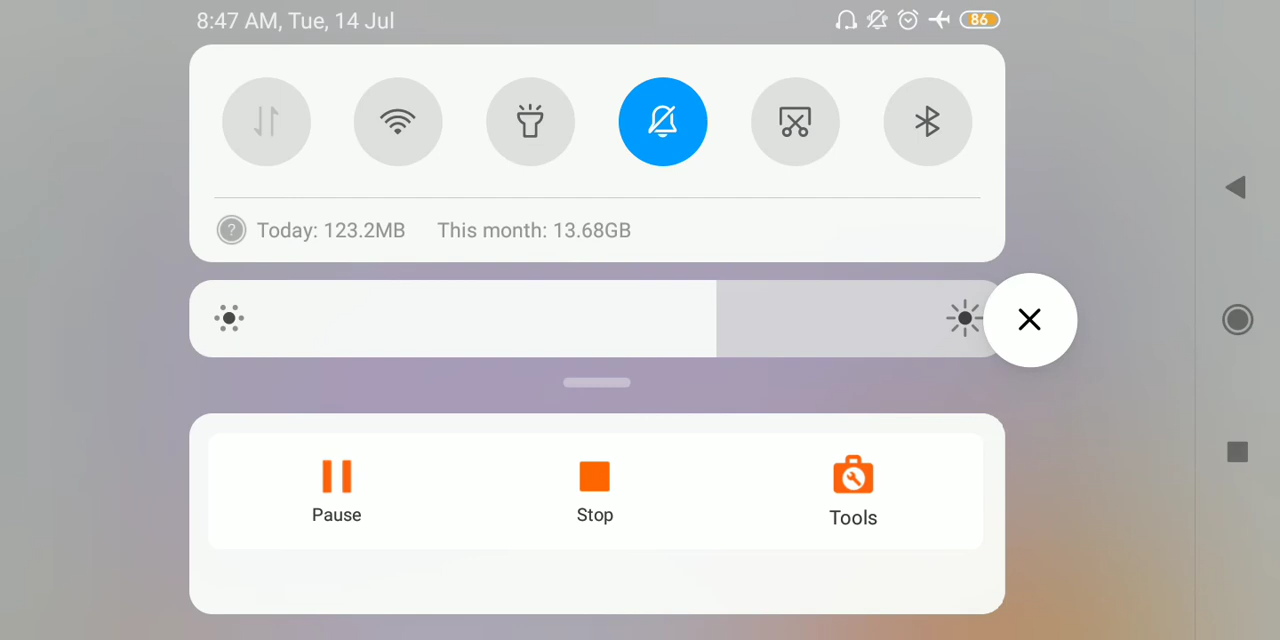 8:47 AM, Tue, 14 Jul
86
Today: 123.2MB This month: 13.68GB
Pause
Stop
Tools